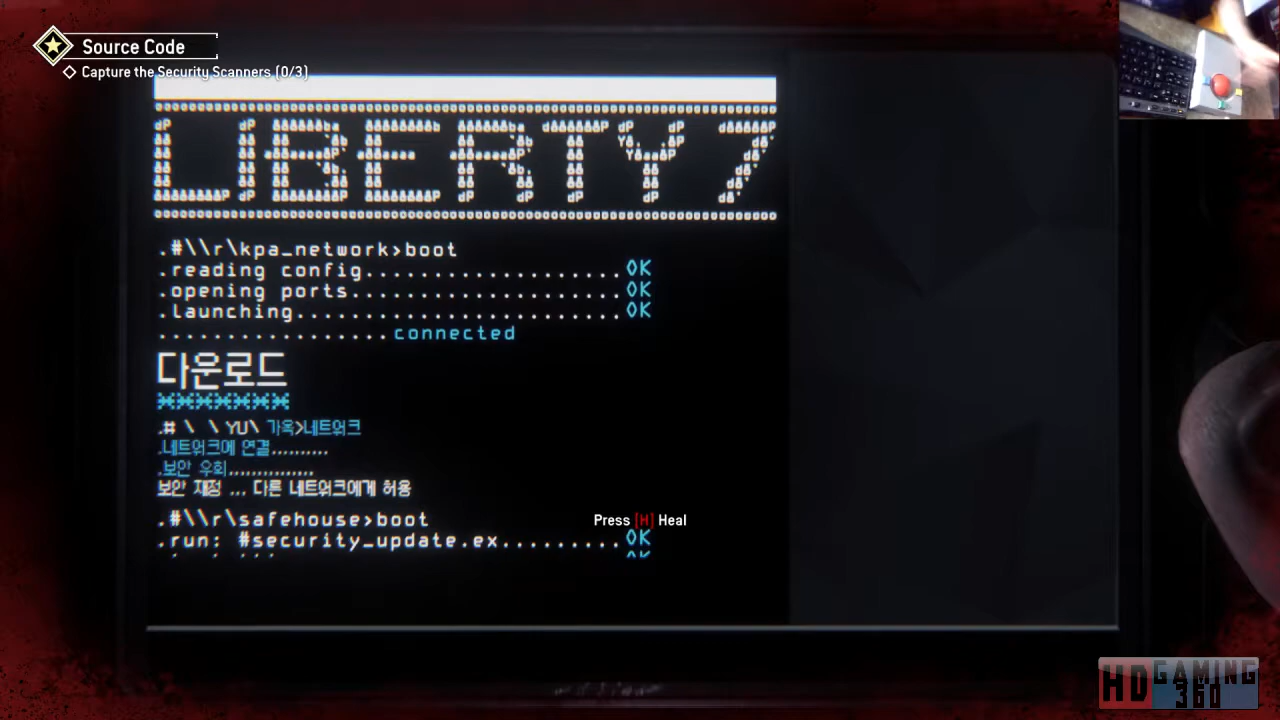 Source Code
Capture the Security Scanners (0/3)
LIBERTY 7
.#\\r\kpa_network>boot
.reading config...................OK
.opening ports....................OK
.launching........................OK
.................connected
다운로드
.# \ \ YU\ 가옥>네트워크
.네트워크에 연결..........
.보안 우회...............
보안 재정 ... 다른 네트워크에게 허용
.#\\r\safehouse>boot
Press [H] Heal
.run: #security_update.ex.........OK
HDGAMING
360